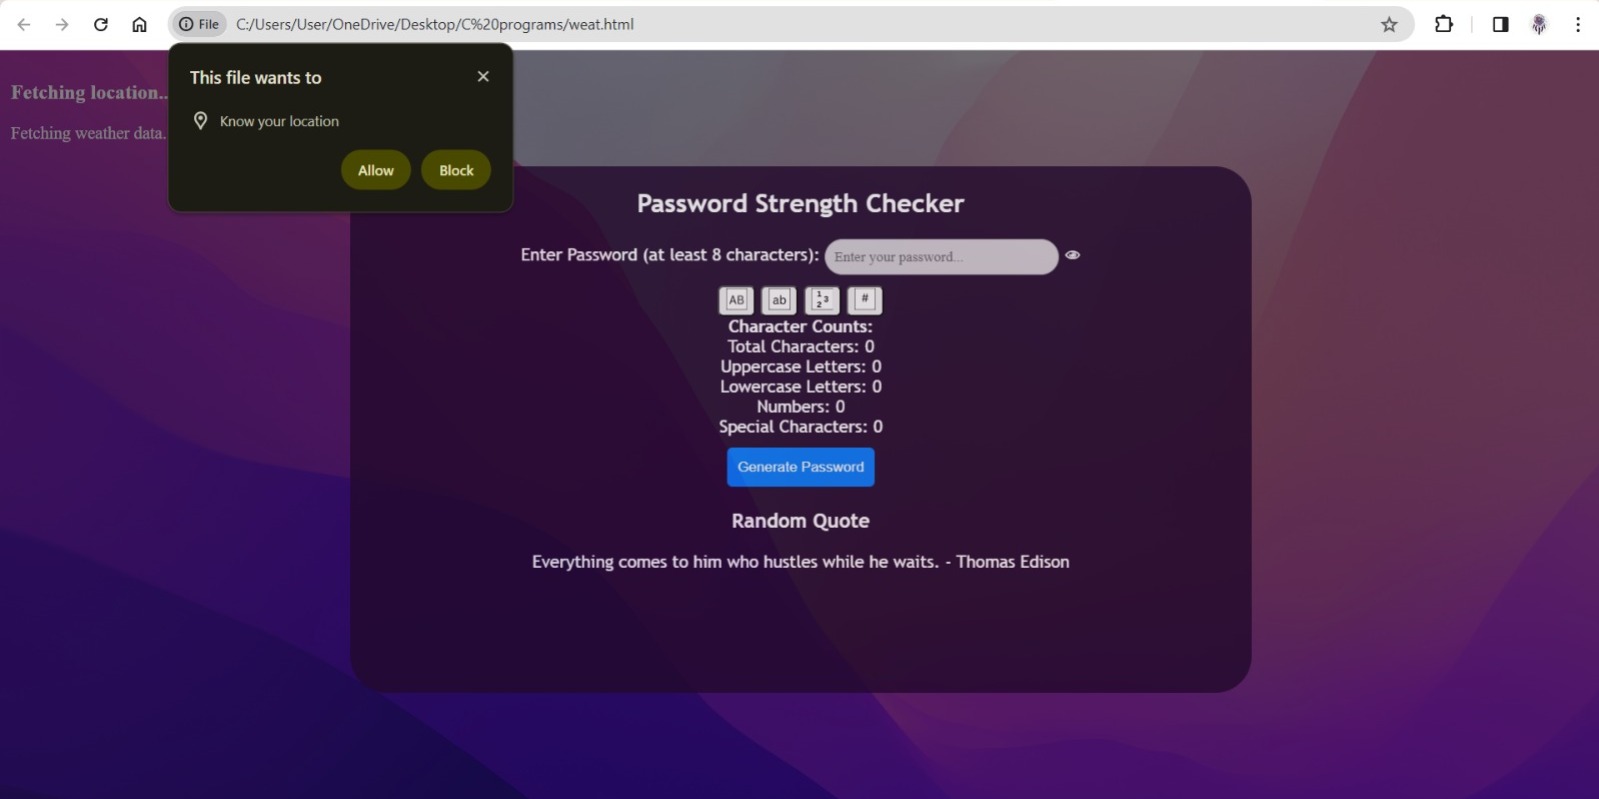 File C:/Users/User/OneDrive/Desktop/C%20programs/weat.html
This file wants to
Know your location
Allow Block
Fetching location..
Fetching weather data.
Password Strength Checker
Enter Password (at least 8 characters): Enter your password...
AB ab 1 2 3 #
Character Counts:
Total Characters: 0
Uppercase Letters: 0
Lowercase Letters: 0
Numbers: 0
Special Characters: 0
Generate Password
Random Quote
Everything comes to him who hustles while he waits. - Thomas Edison